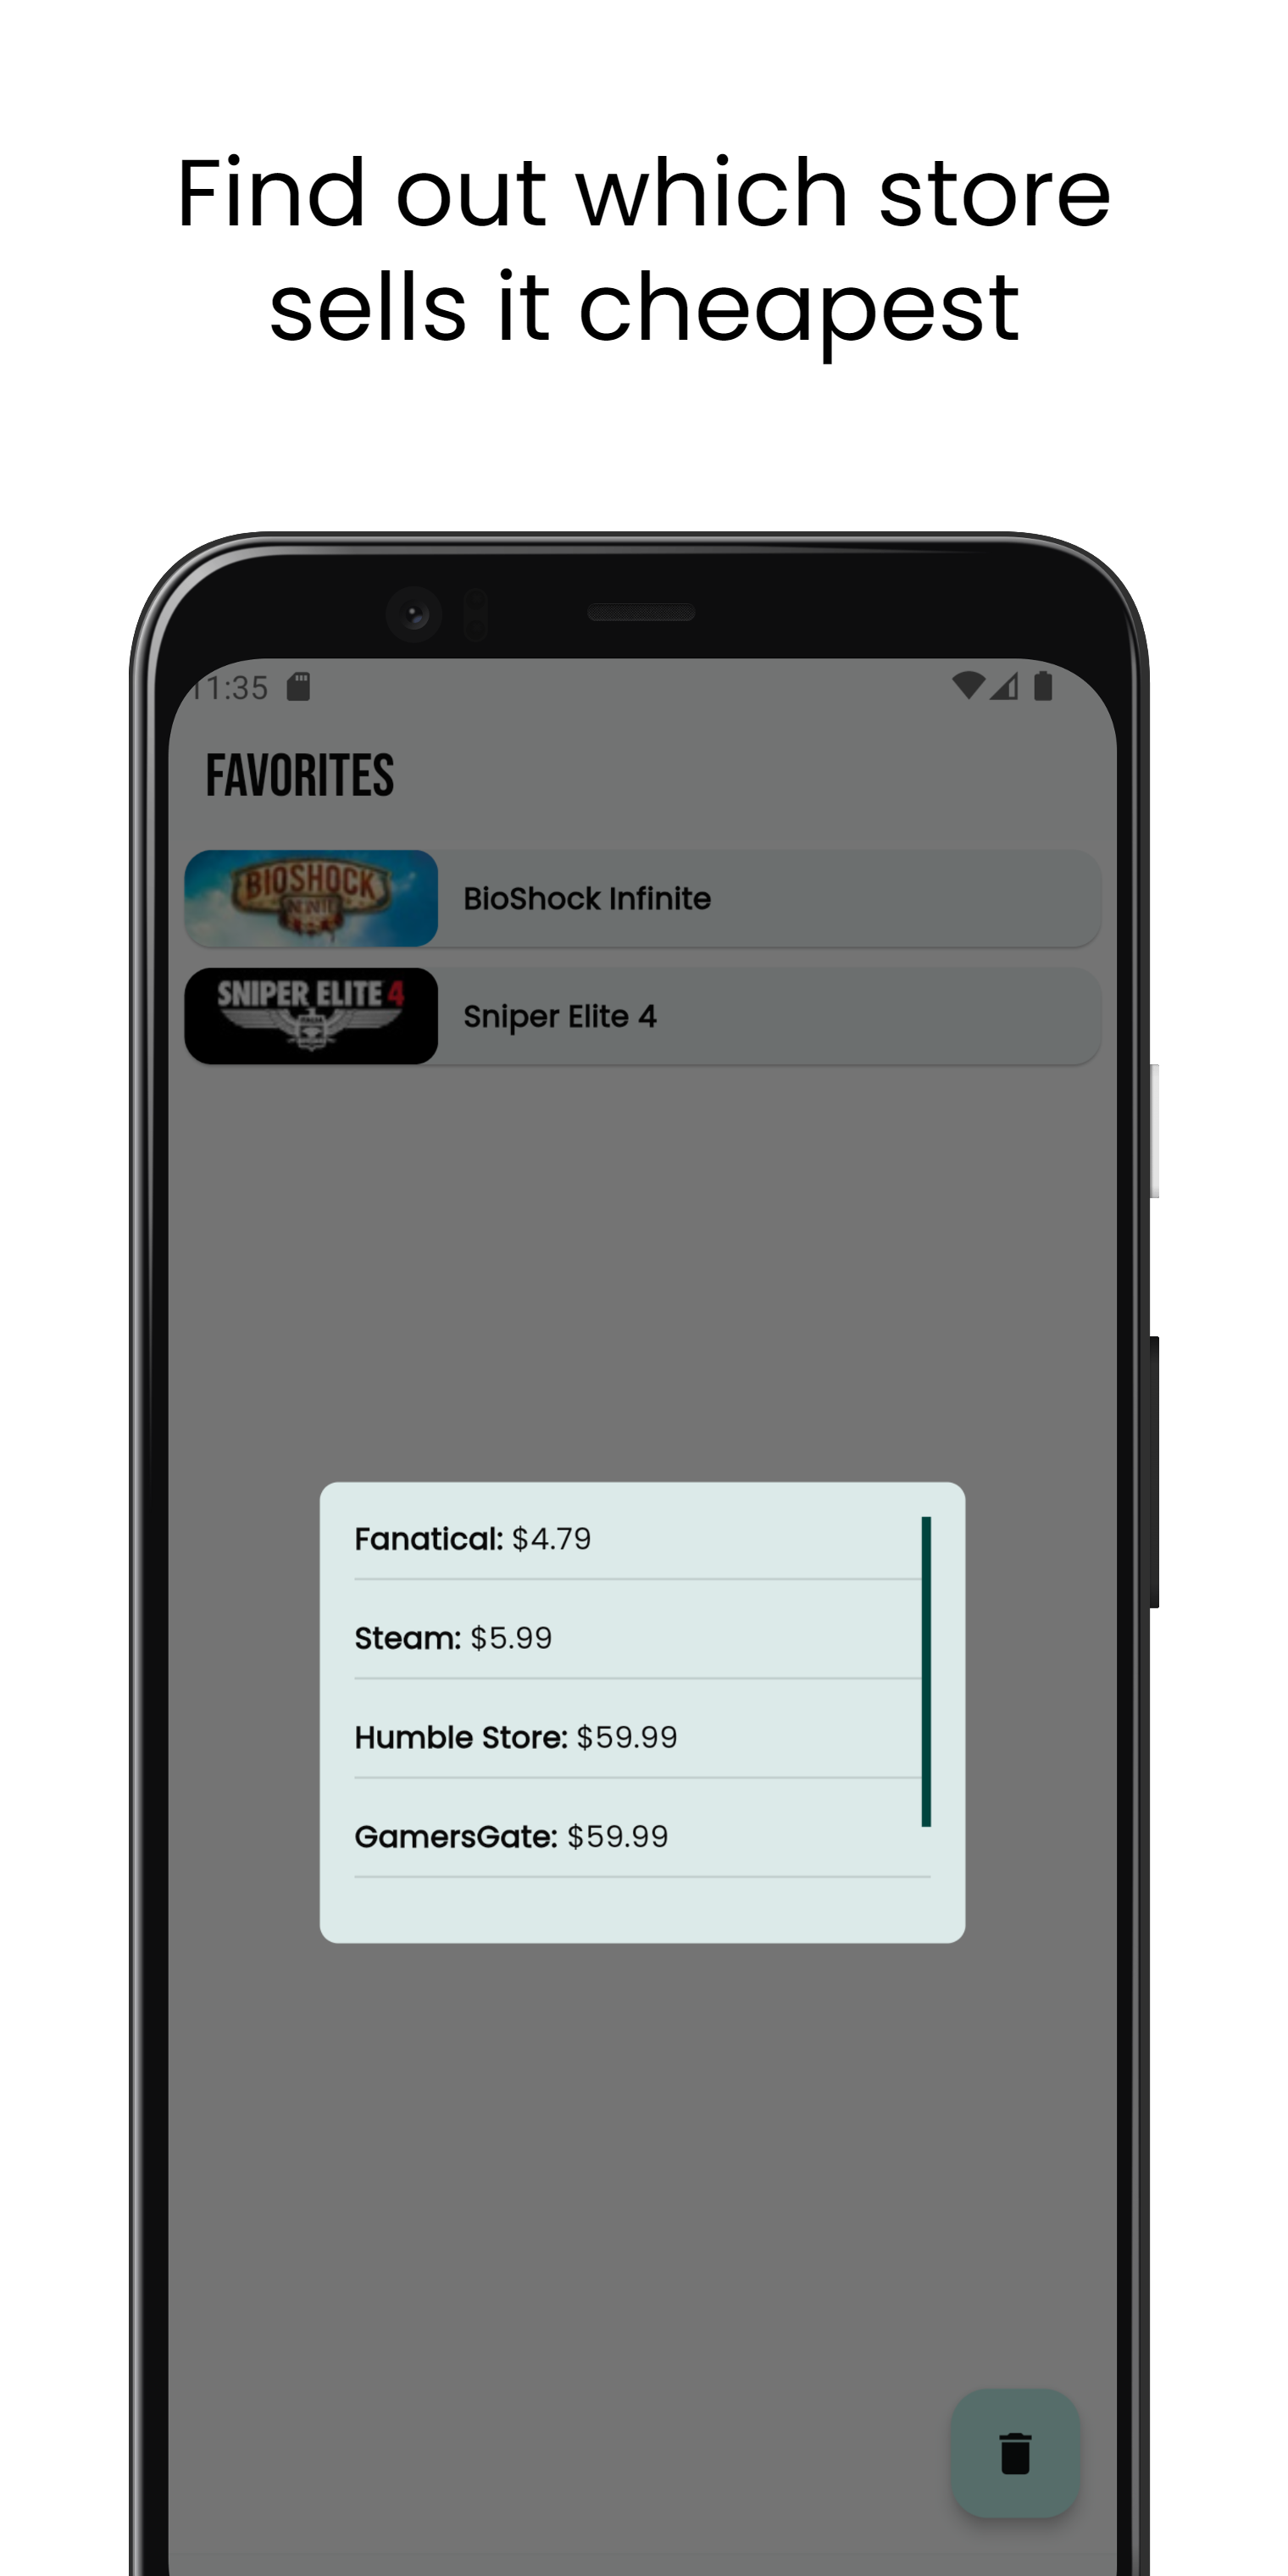 Find out which store
sells it cheapest
11:35
FAVORITES
BIOSHOCK
INFINITE
BioShock Infinite
SNIPER ELITE 4
ITALIA
Sniper Elite 4
Fanatical: $4.79
Steam: $5.99
Humble Store: $59.99
GamersGate: $59.99